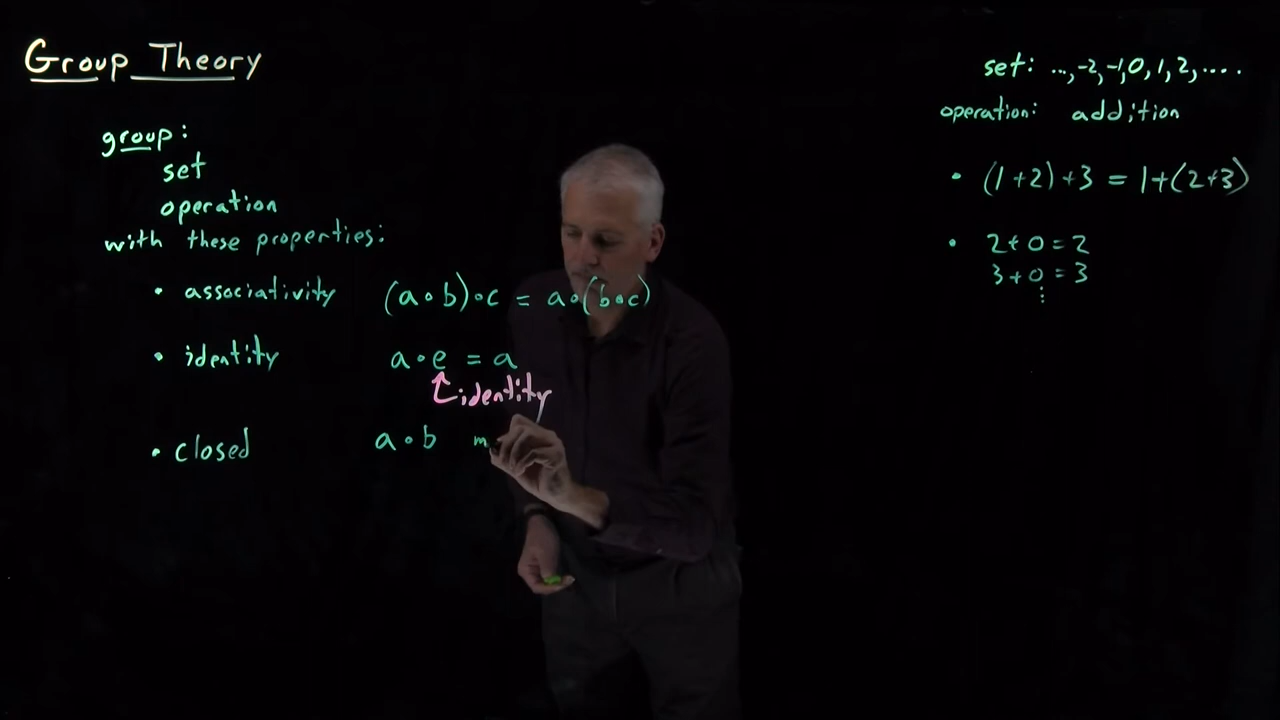 Group Theory
group:
set
operation
with these properties:
• associativity (a∘b)∘c = a∘(b∘c)
• identity a∘e = a
identity
• closed a∘b m
set: ...,-2,-1,0,1,2,....
operation: addition
• (1+2)+3 = 1+(2+3)
• 2+0=2
3+0=3
⋮